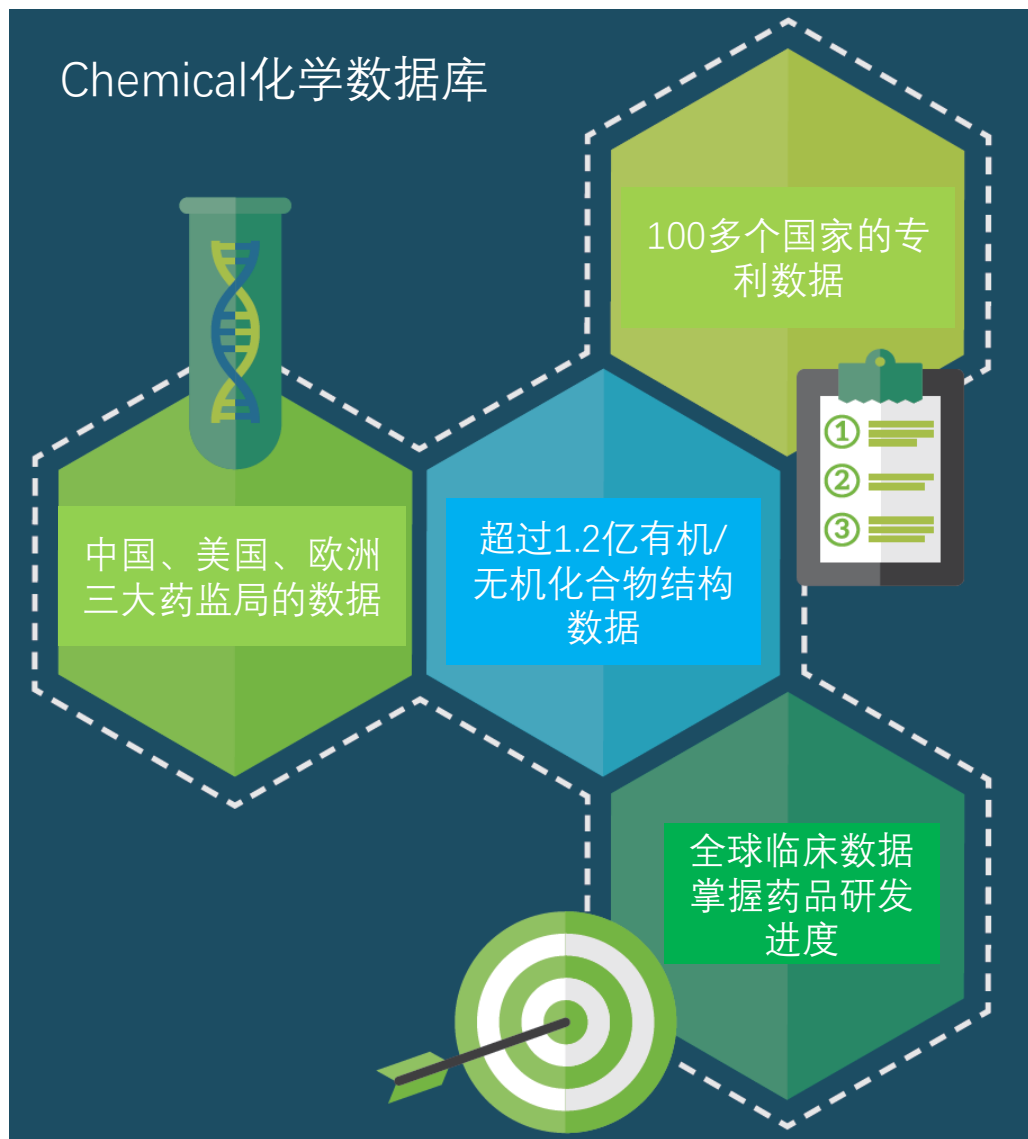 Chemical化学数据库
100多个国家的专
利数据
中国、美国、欧洲
三大药监局的数据
超过1.2亿有机/
无机化合物结构
数据
1
2
3
全球临床数据
掌握药品研发
进度